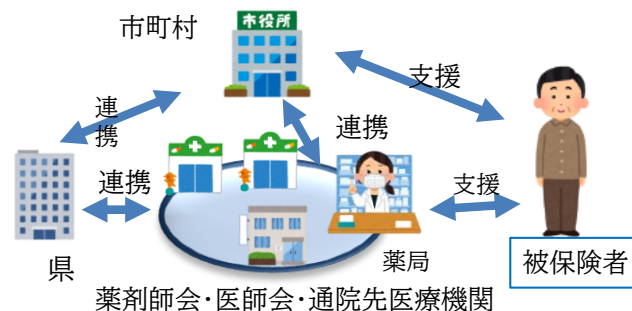 市町村
市役所
支援
連携
連携
連携
支援
県
薬局
被保険者
薬剤師会・医師会・通院先医療機関